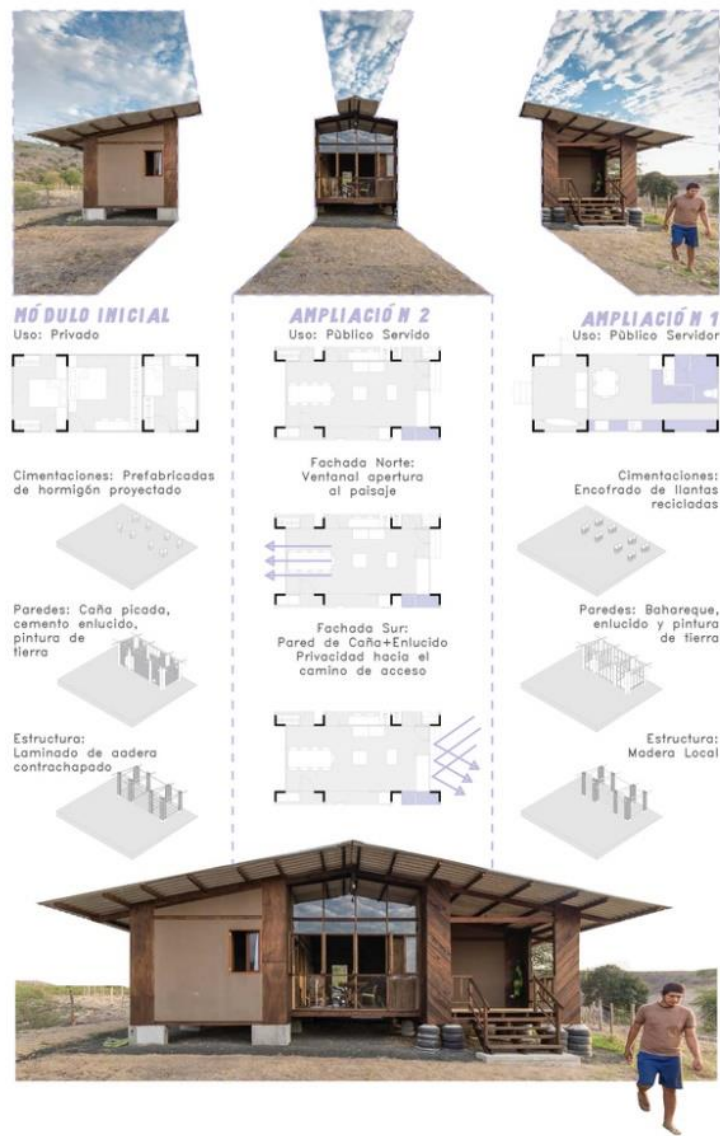 MÓDULO INICIAL
Uso: Privado
Cimentaciones: Prefabricadas
de hormigón proyectado
Paredes: Caña picada,
cemento enlucido,
pintura de
tierra
Estructura:
Laminado de aadera
contrachapado
AMPLIACIÓN 2
Uso: Pùblico Servido
Fachada Norte:
Ventanal apertura
al paisaje
Fachada Sur:
Pared de Caña+Enlucido
Privacidad hacia el
camino de acceso
AMPLIACIÓN 1
Uso: Pùblico Servidor
Cimentaciones:
Encofrado de llantas
recicladas
Paredes: Bahareque,
enlucido y pintura
de tierra
Estructura:
Madera Local